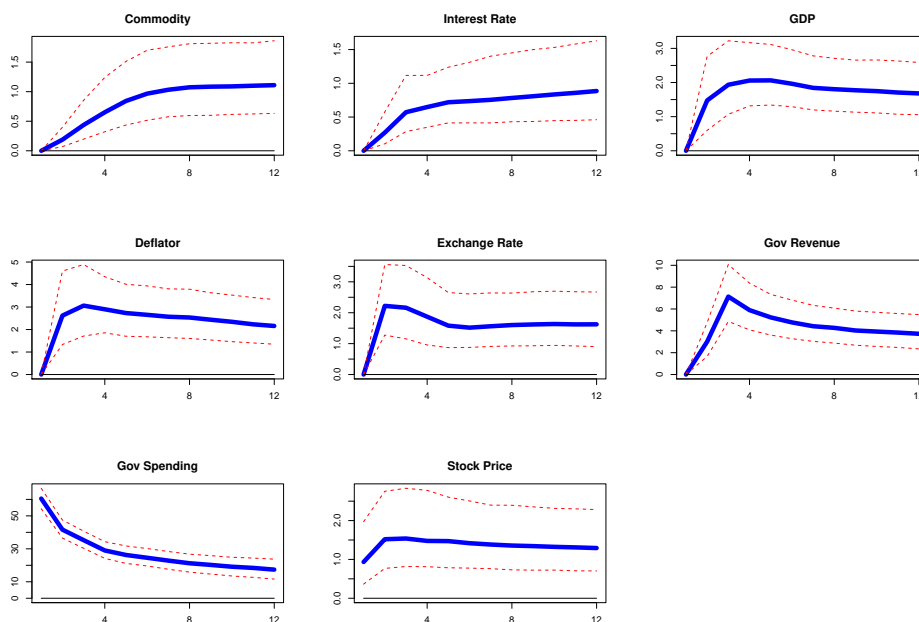 Commodity
0.0 0.5 1.0 1.5
4 8 12
Interest Rate
0.0 0.5 1.0 1.5
4 8 12
GDP
0.0 1.0 2.0 3.0
4 8 12
Deflator
0 1 2 3 4 5
4 8 12
Exchange Rate
0.0 1.0 2.0 3.0
4 8 12
Gov Revenue
0 2 4 6 8 10
4 8 12
Gov Spending
0 10 30 50
4 8 12
Stock Price
0.0 1.0 2.0
4 8 12